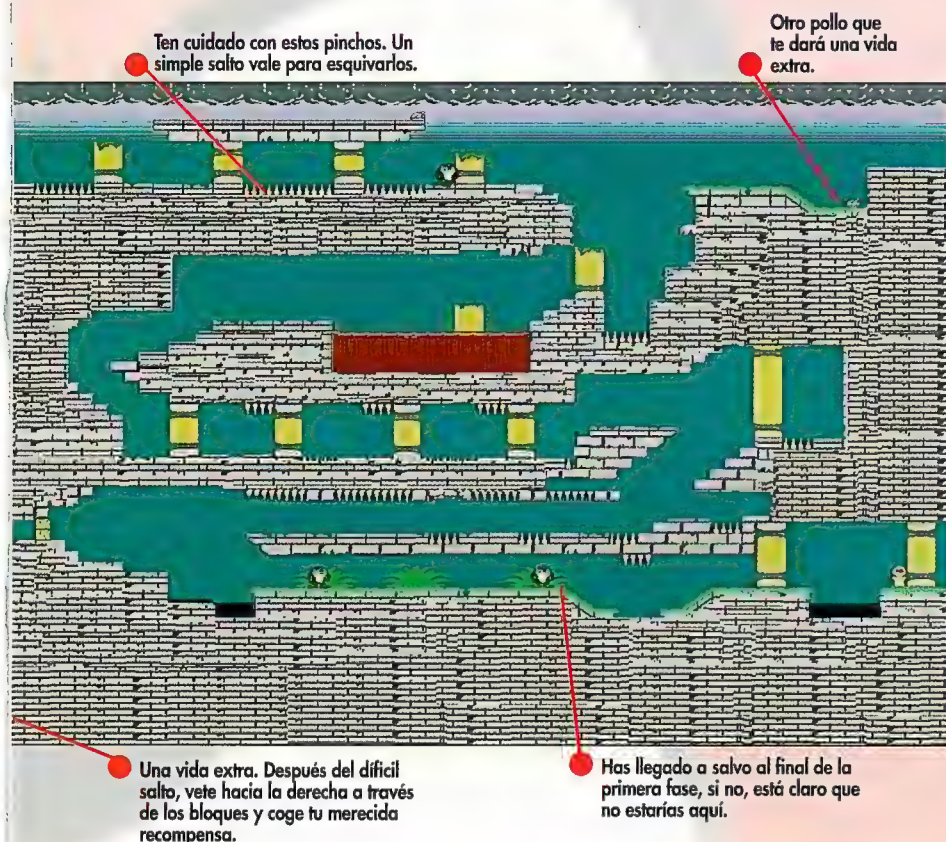 Ten cuidado con estos pinchos. Un
simple salto vale para esquivarlos.
Otro pollo que
te dará una vida
extra.
Una vida extra. Después del difícil
salto, vete hacia la derecha a través
de los bloques y coge tu merecida
recompensa.
Has llegado a salvo al final de la
primera fase, si no, está claro que
no estarías aquí.